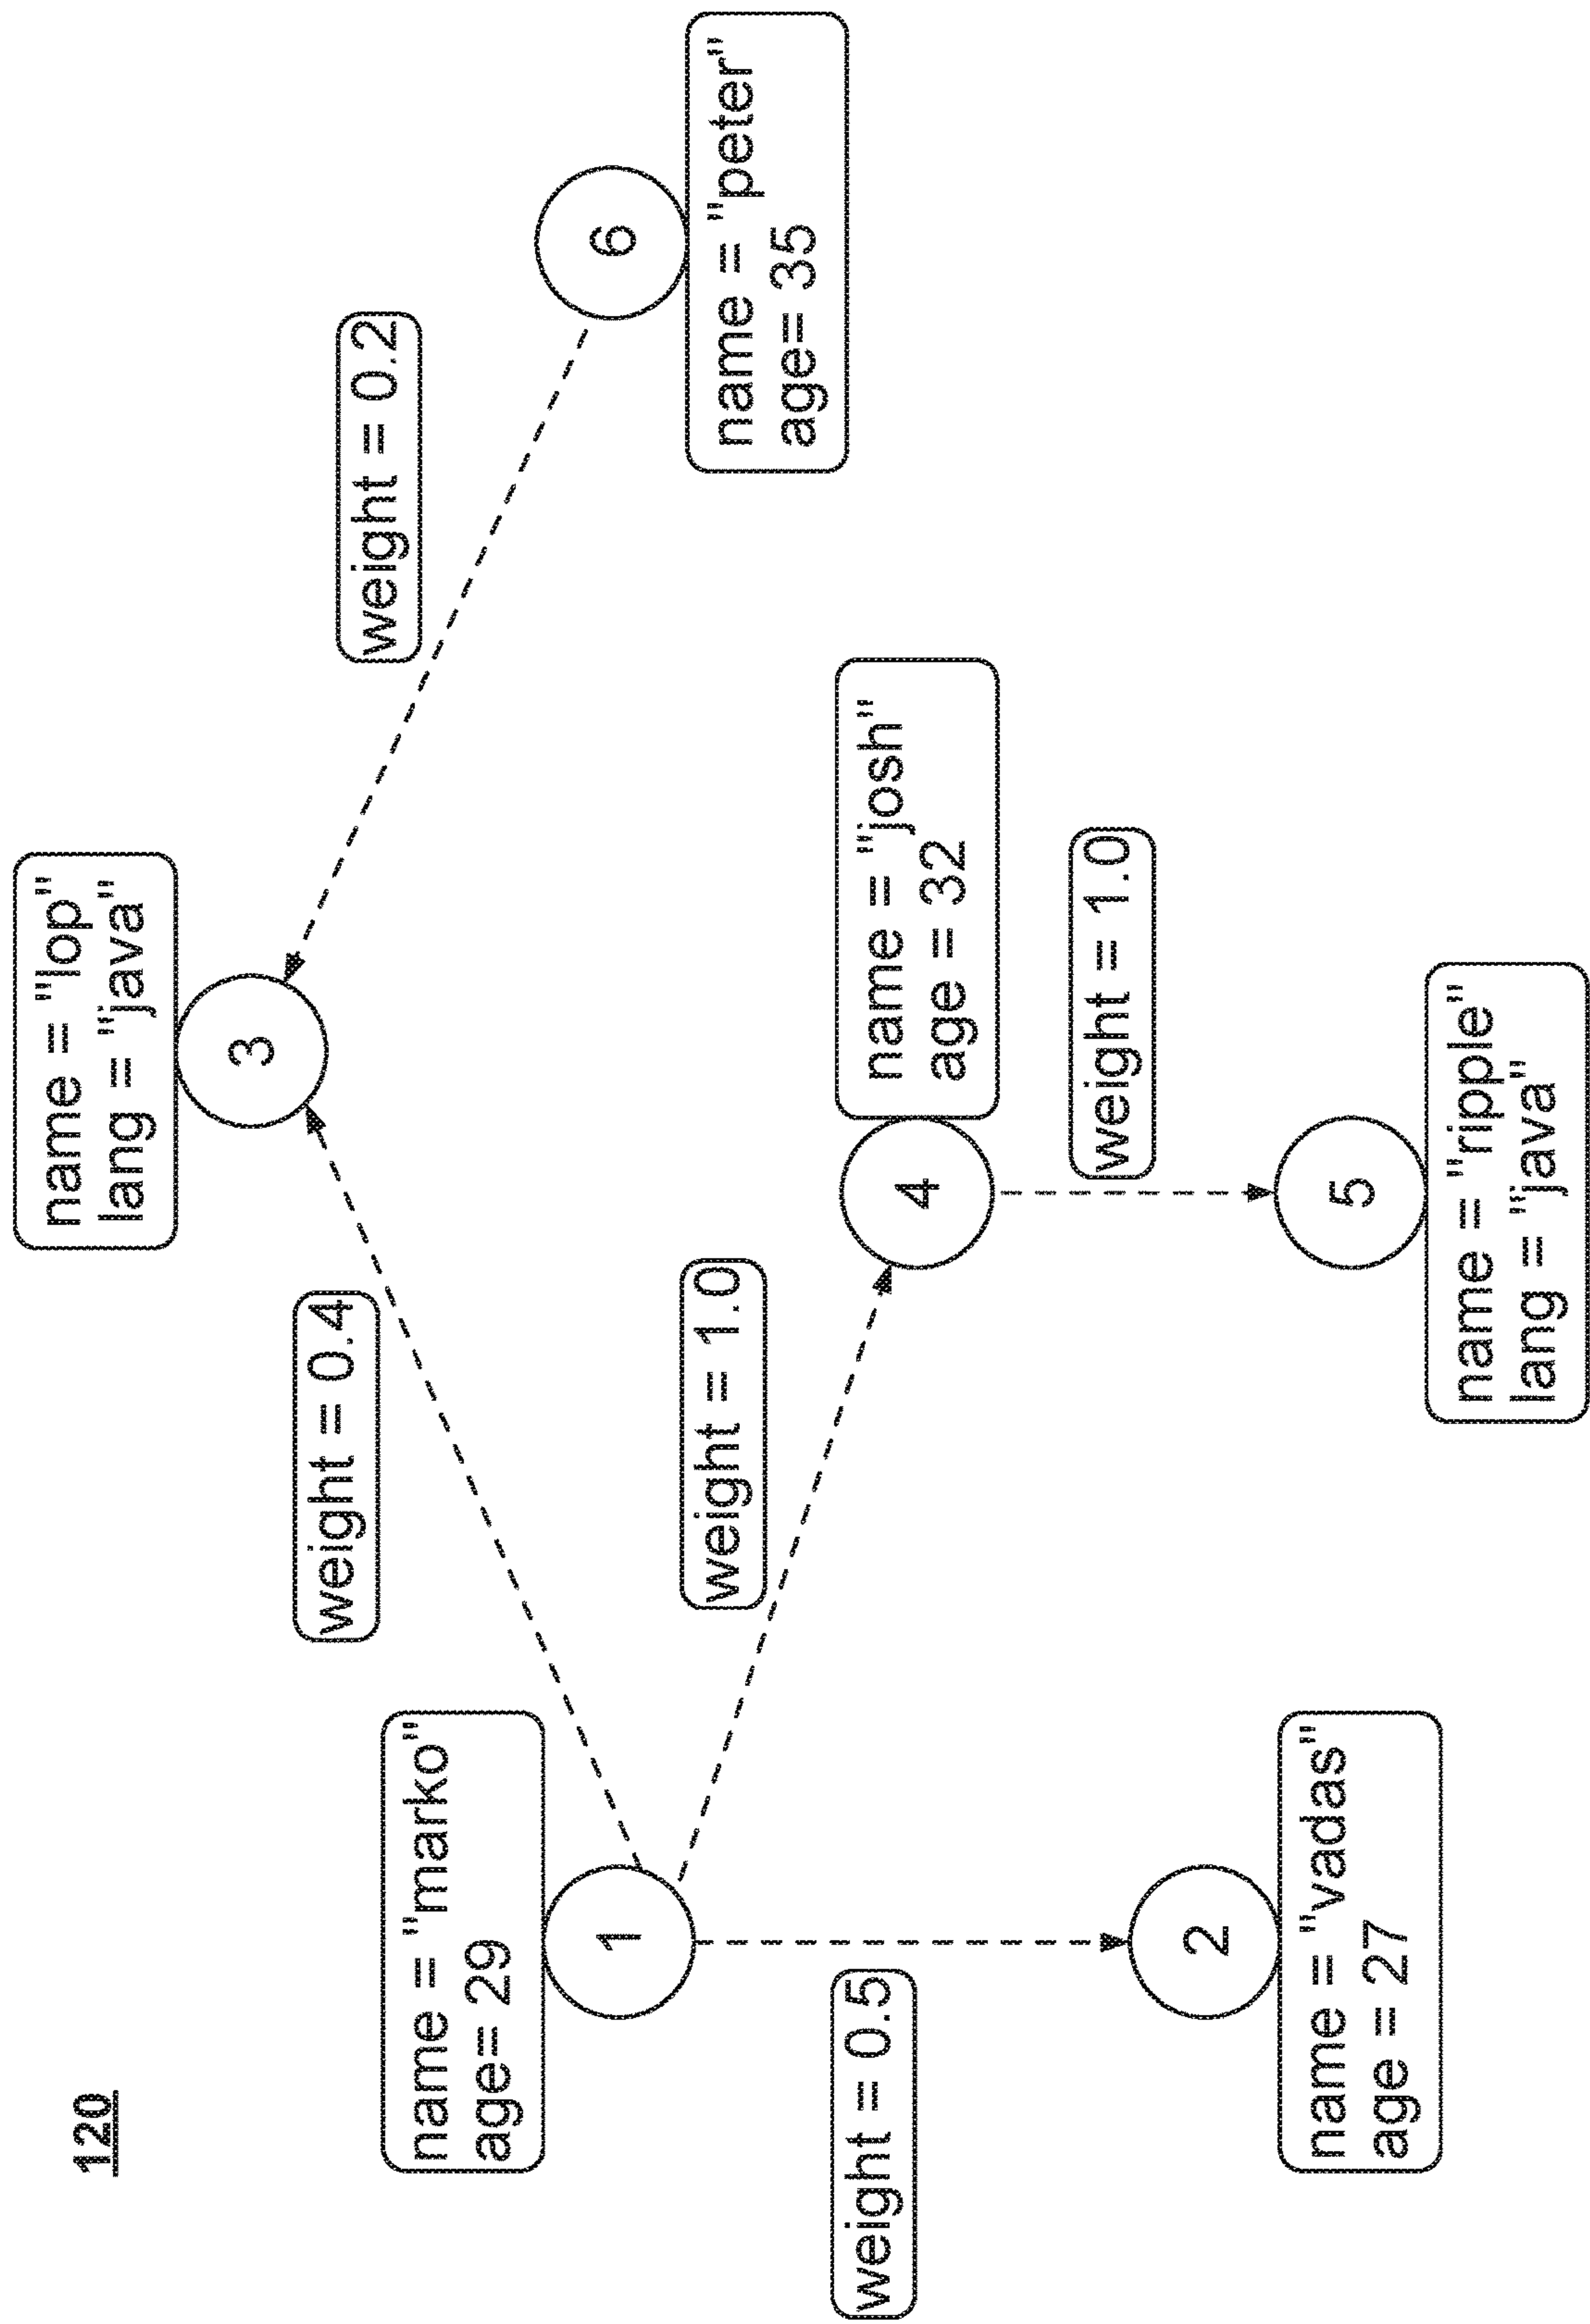 120
name = "marko"
age= 29
1
weight = 0.5
2
name = "vadas"
age = 27
weight = 0.4
weight = 1.0
name = "lop"
lang = "java"
3
4
name = "josh"
age = 32
weight = 1.0
5
name = "ripple"
lang = "java"
weight = 0.2
6
name = "peter"
age= 35